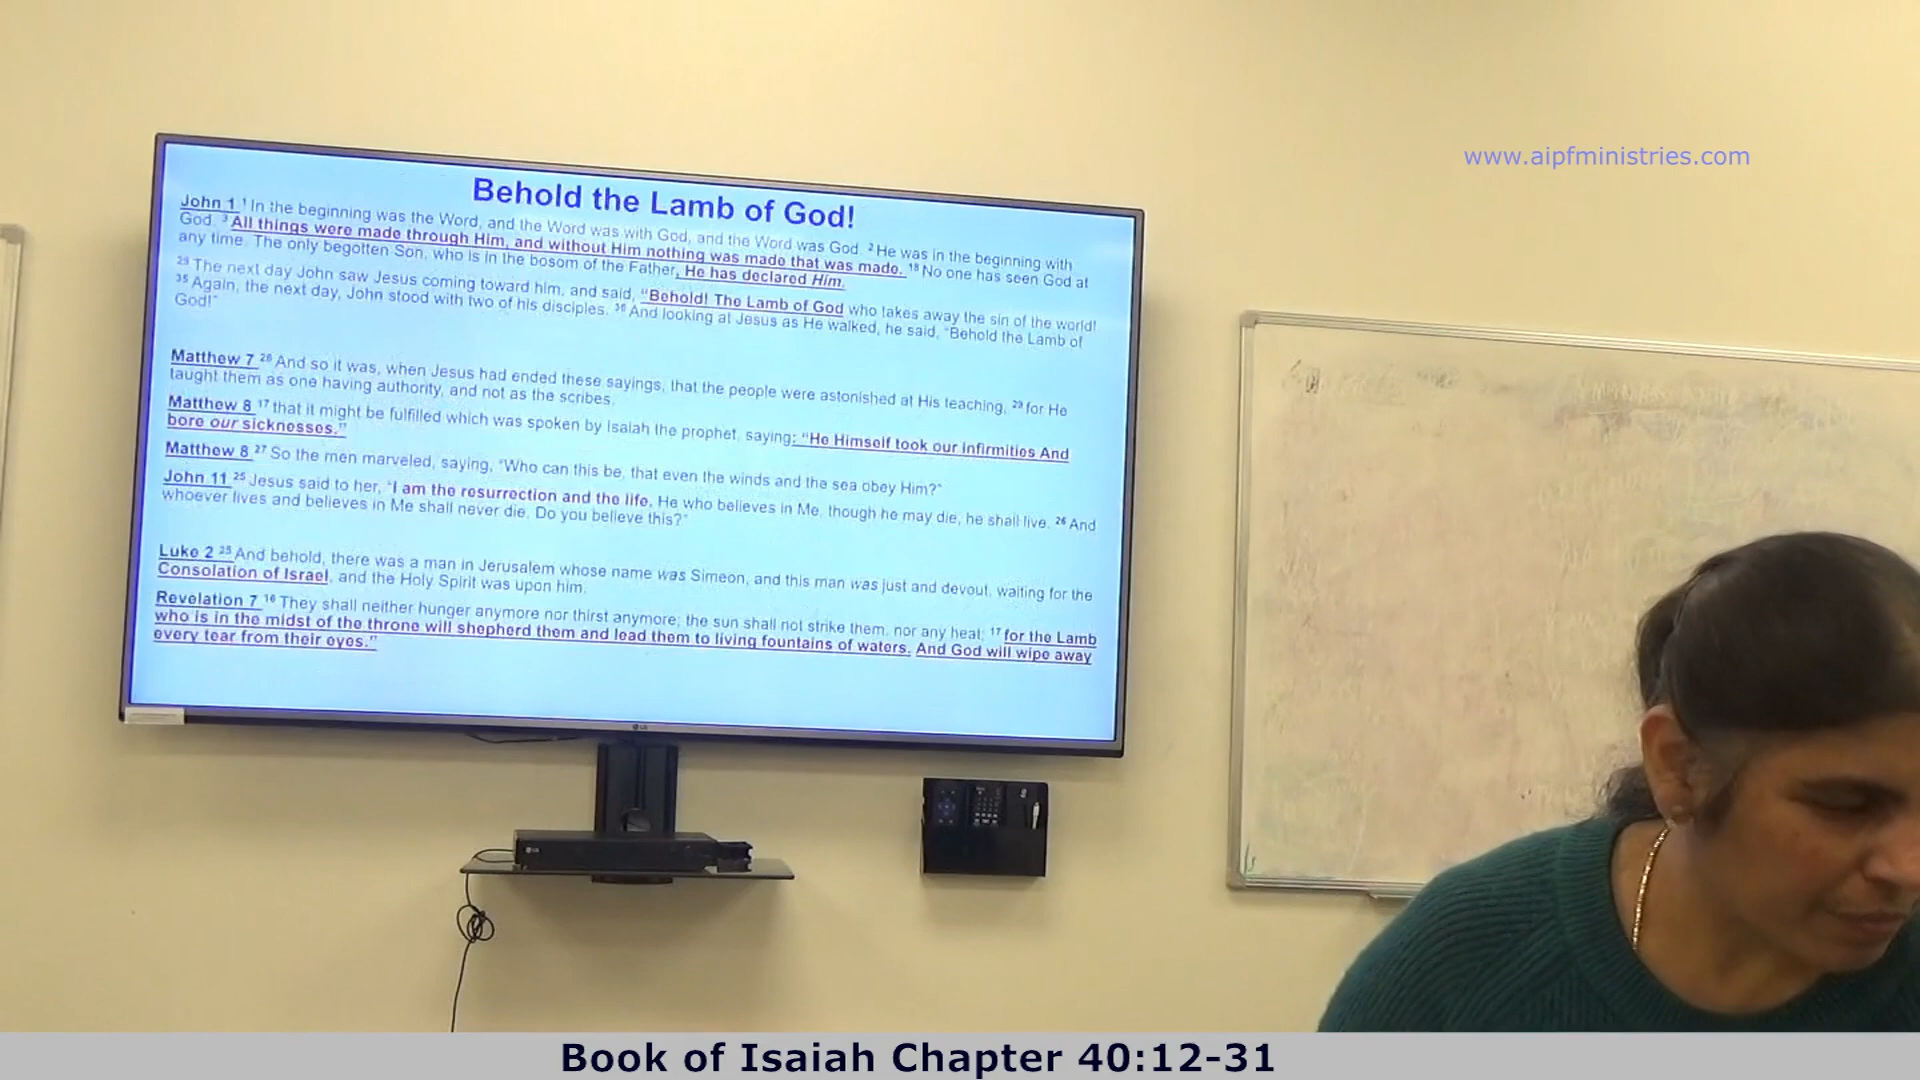 www.aipfministries.com
Behold the Lamb of God!
John 1 1 In the beginning was the Word, and the Word was with God, and the Word was God. 2 He was in the beginning with
God. 3 All things were made through Him, and without Him nothing was made that was made. 18 No one has seen God at
any time. The only begotten Son, who is in the bosom of the Father, He has declared Him.
29 The next day John saw Jesus coming toward him, and said, “Behold! The Lamb of God who takes away the sin of the world!
35 Again, the next day, John stood with two of his disciples. 36 And looking at Jesus as He walked, he said, “Behold the Lamb of
God!”
Matthew 7 28 And so it was, when Jesus had ended these sayings, that the people were astonished at His teaching, 29 for He
taught them as one having authority, and not as the scribes.
Matthew 8 17 that it might be fulfilled which was spoken by Isaiah the prophet, saying: “He Himself took our infirmities And
bore our sicknesses.”
Matthew 8 27 So the men marveled, saying, “Who can this be, that even the winds and the sea obey Him?”
John 11 25 Jesus said to her, “I am the resurrection and the life. He who believes in Me, though he may die, he shall live. 26 And
whoever lives and believes in Me shall never die. Do you believe this?”
Luke 2 25 And behold, there was a man in Jerusalem whose name was Simeon, and this man was just and devout, waiting for the
Consolation of Israel, and the Holy Spirit was upon him.
Revelation 7 16 They shall neither hunger anymore nor thirst anymore; the sun shall not strike them, nor any heat; 17 for the Lamb
who is in the midst of the throne will shepherd them and lead them to living fountains of waters. And God will wipe away
every tear from their eyes.”
LG
LG
Book of Isaiah Chapter 40:12-31